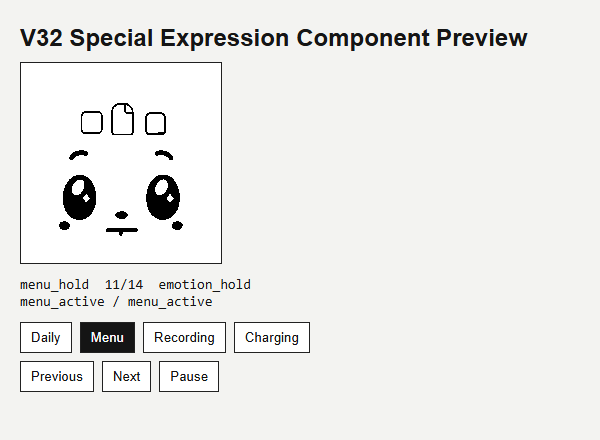 V32 Special Expression Component Preview
menu_hold  11/14  emotion_hold
menu_active / menu_active
Daily Menu Recording Charging
Previous Next Pause